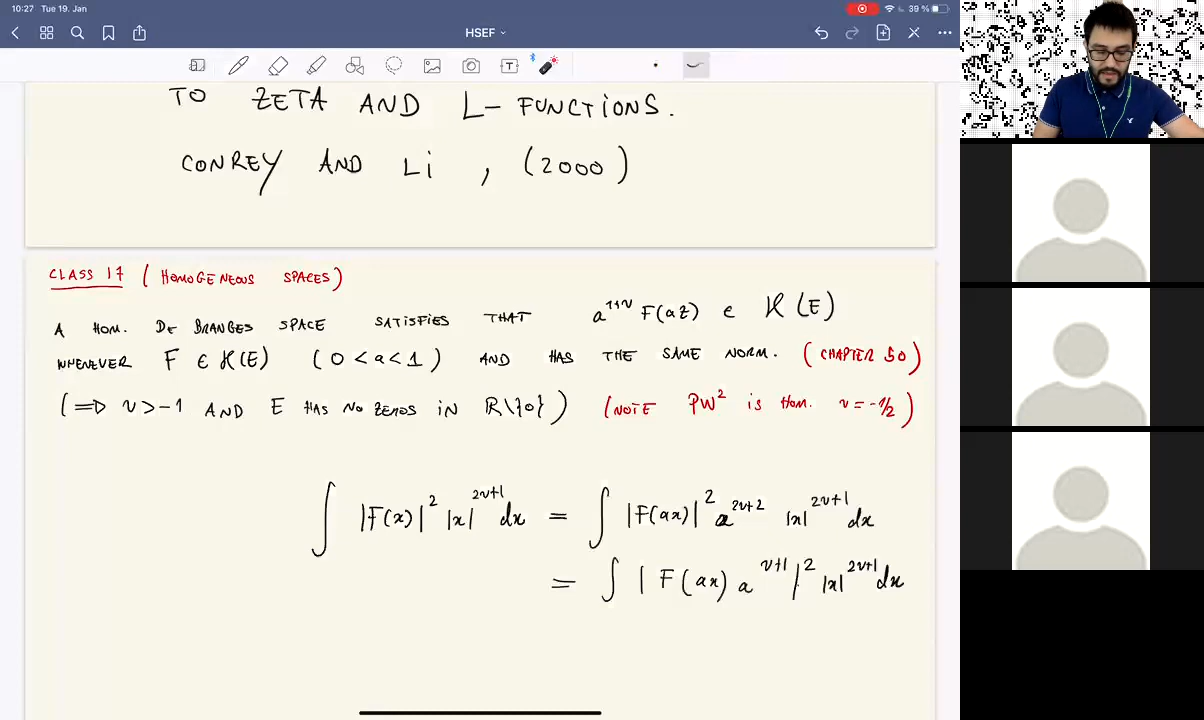 10:27 Tue 19. Jan
39 %
HSEF
TO ZETA AND L-FUNCTIONS.
CONREY AND Li, (2000)
CLASS 17 (HOMOGENEOUS SPACES)
A HOM. DE BRANGES SPACE SATISFIES THAT a^{1+ν} F(az) ∈ H(E)
WHENEVER F ∈ H(E) (0<a<1) AND HAS THE SAME NORM. (CHAPTER 50)
(⟹ ν>-1 AND E HAS NO ZEROS IN R\{0}) (NOTE PW² is HOM. ν=-1/2)
∫ |F(x)|² |x|^{2ν+1} dx = ∫ |F(ax)|² a^{2ν+2} |x|^{2ν+1} dx
= ∫ |F(ax) a^{ν+1}|² |x|^{2ν+1} dx